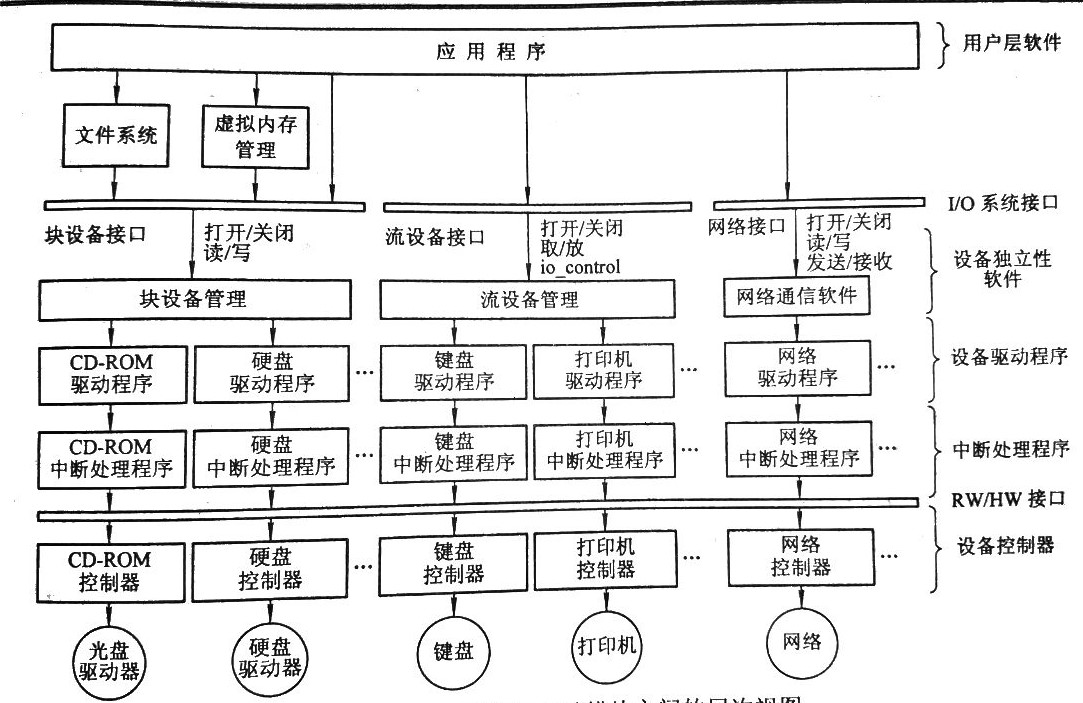 应用程序
用户层软件
文件系统
虚拟内存
管理
I/O 系统接口
块设备接口
打开/关闭
读/写
流设备接口
打开/关闭
取/放
io_control
网络接口
打开/关闭
读/写
发送/接收
设备独立性
软件
块设备管理
流设备管理
网络通信软件
CD-ROM
驱动程序
硬盘
驱动程序
···
键盘
驱动程序
打印机
驱动程序
···
网络
驱动程序
···
设备驱动程序
CD-ROM
中断处理程序
硬盘
中断处理程序
···
键盘
中断处理程序
打印机
中断处理程序
···
网络
中断处理程序
···
中断处理程序
RW/HW 接口
CD-ROM
控制器
硬盘
控制器
···
键盘
控制器
打印机
控制器
···
网络
控制器
···
设备控制器
光盘
驱动器
硬盘
驱动器
键盘
打印机
网络
之间的层次视图